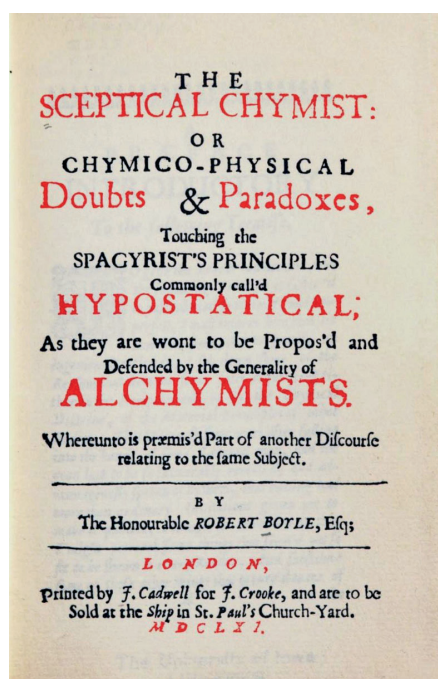 THE
SCEPTICAL CHYMIST:
OR
CHYMICO-PHYSICAL
Doubts & Paradoxes,
Touching the
SPAGYRIST'S PRINCIPLES
Commonly call'd
HYPOSTATICAL;
As they are wont to be Propos'd and
Defended by the Generality of
ALCHYMISTS.
Whereunto is præmis'd Part of another Diſcourſe
relating to the ſame Subject.
BY
The Honourable ROBERT BOYLE, Eſq;
LONDON,
Printed by J. Cadwell for J. Crooke, and are to be
Sold at the Ship in St. Paul's Church-Yard.
MDCLXI.